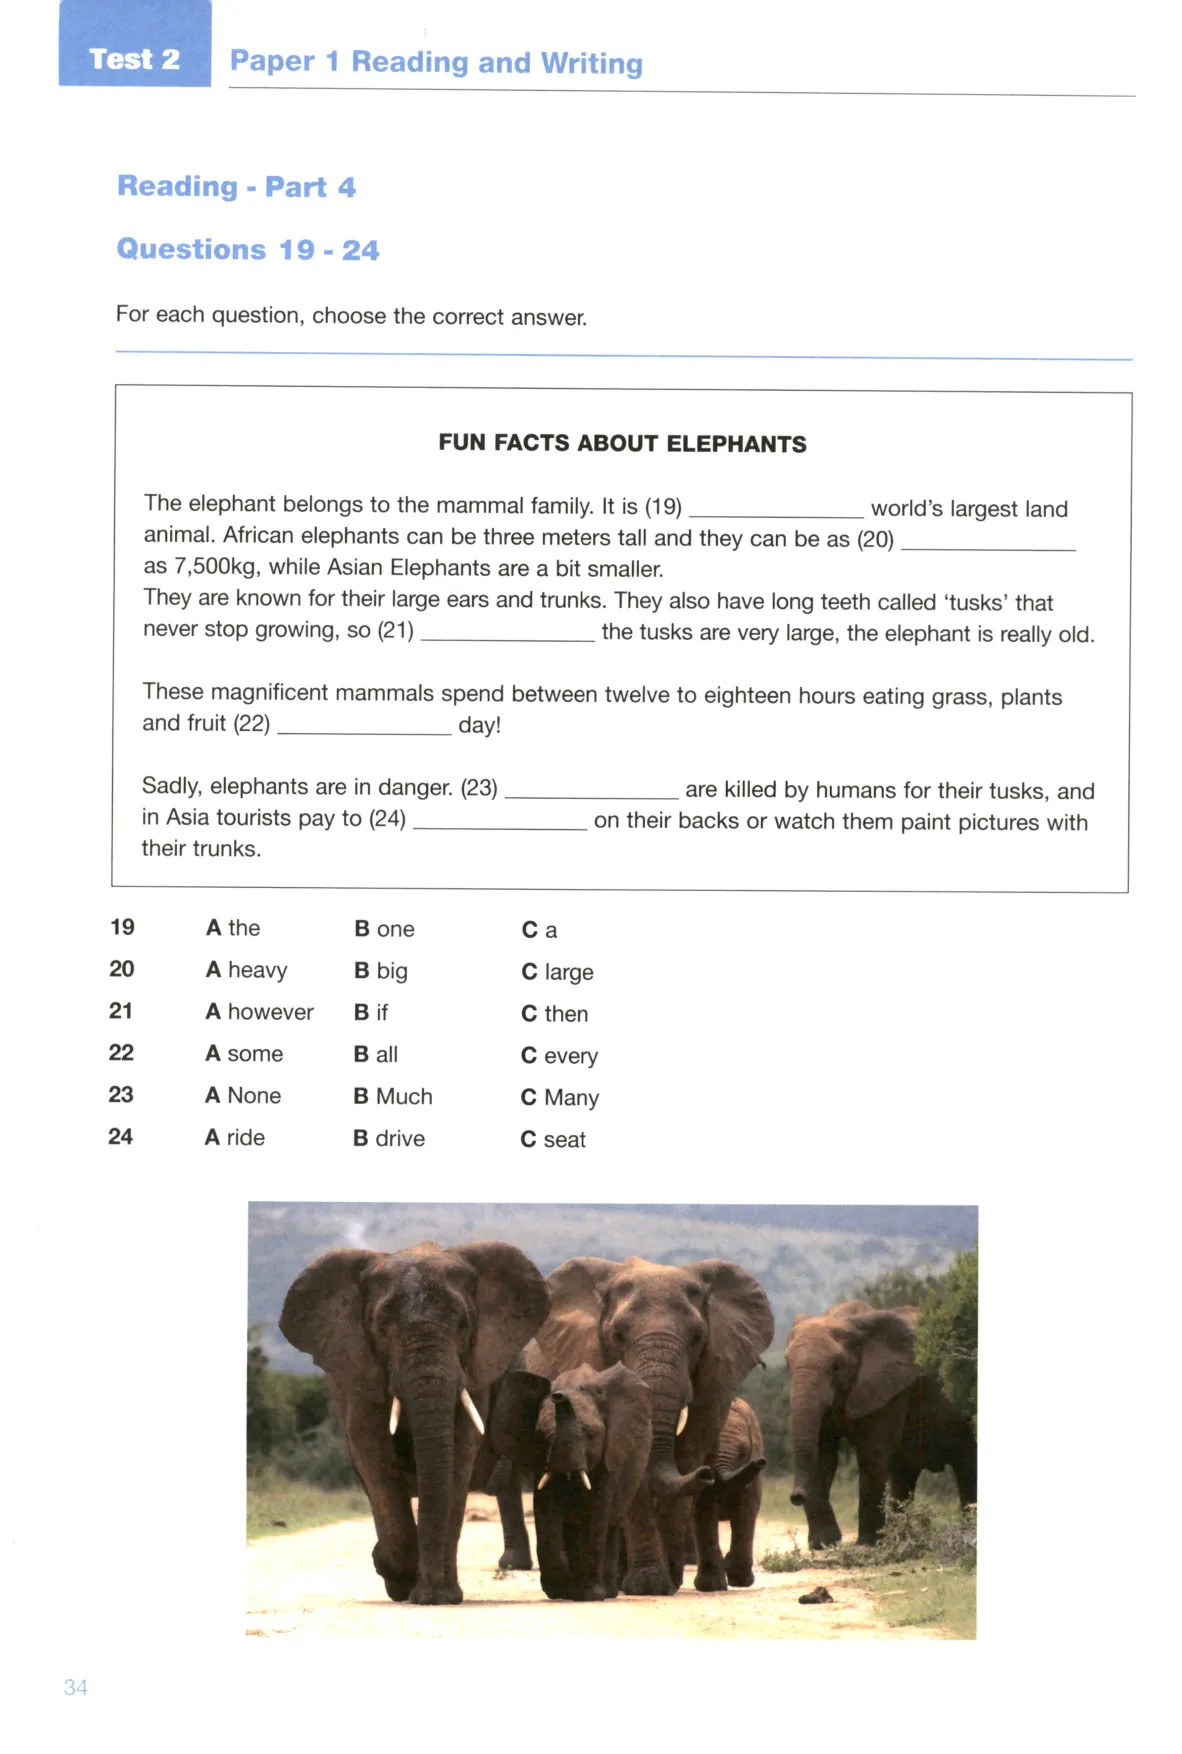 Test 2 Paper 1 Reading and Writing
Reading - Part 4
Questions 19 - 24
For each question, choose the correct answer.
FUN FACTS ABOUT ELEPHANTS
The elephant belongs to the mammal family. It is (19) _______________ world's largest land
animal. African elephants can be three meters tall and they can be as (20) _______________
as 7,500kg, while Asian Elephants are a bit smaller.
They are known for their large ears and trunks. They also have long teeth called 'tusks' that
never stop growing, so (21) _______________ the tusks are very large, the elephant is really old.
These magnificent mammals spend between twelve to eighteen hours eating grass, plants
and fruit (22) _______________ day!
Sadly, elephants are in danger. (23) _______________ are killed by humans for their tusks, and
in Asia tourists pay to (24) _______________ on their backs or watch them paint pictures with
their trunks.
19 A the B one C a
20 A heavy B big C large
21 A however B if C then
22 A some B all C every
23 A None B Much C Many
24 A ride B drive C seat
34